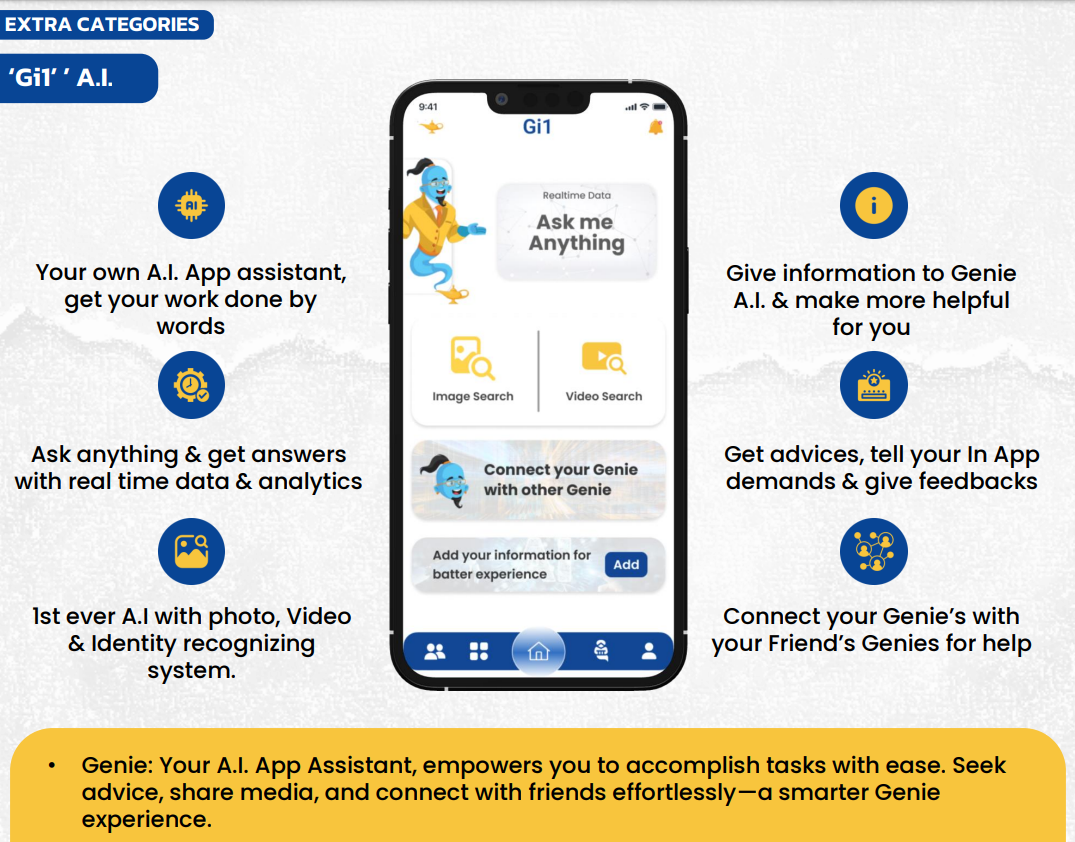 EXTRA CATEGORIES
‘Gi1’ ’ A.I.
AI
Your own A.I. App assistant,
get your work done by
words
Ask anything & get answers
with real time data & analytics
1st ever A.I with photo, Video
& Identity recognizing
system.
9:41
Gi1
Realtime Data
Ask me
Anything
Image Search
Video Search
Connect your Genie
with other Genie
Add your information for
batter experience
Add
i
Give information to Genie
A.I. & make more helpful
for you
Get advices, tell your In App
demands & give feedbacks
Connect your Genie’s with
your Friend’s Genies for help
• Genie: Your A.I. App Assistant, empowers you to accomplish tasks with ease. Seek
advice, share media, and connect with friends effortlessly—a smarter Genie
experience.